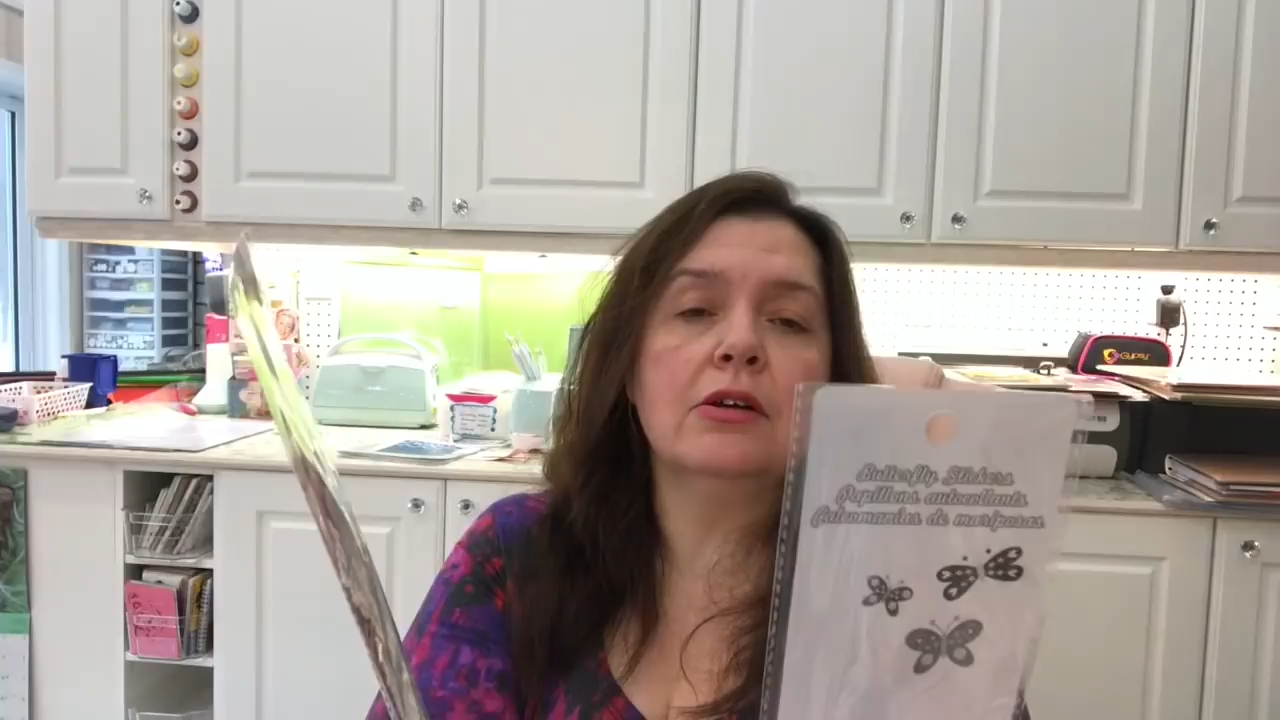 Gypsy
Butterfly Stickers
Papillons autocollants
Calcomanías de mariposas